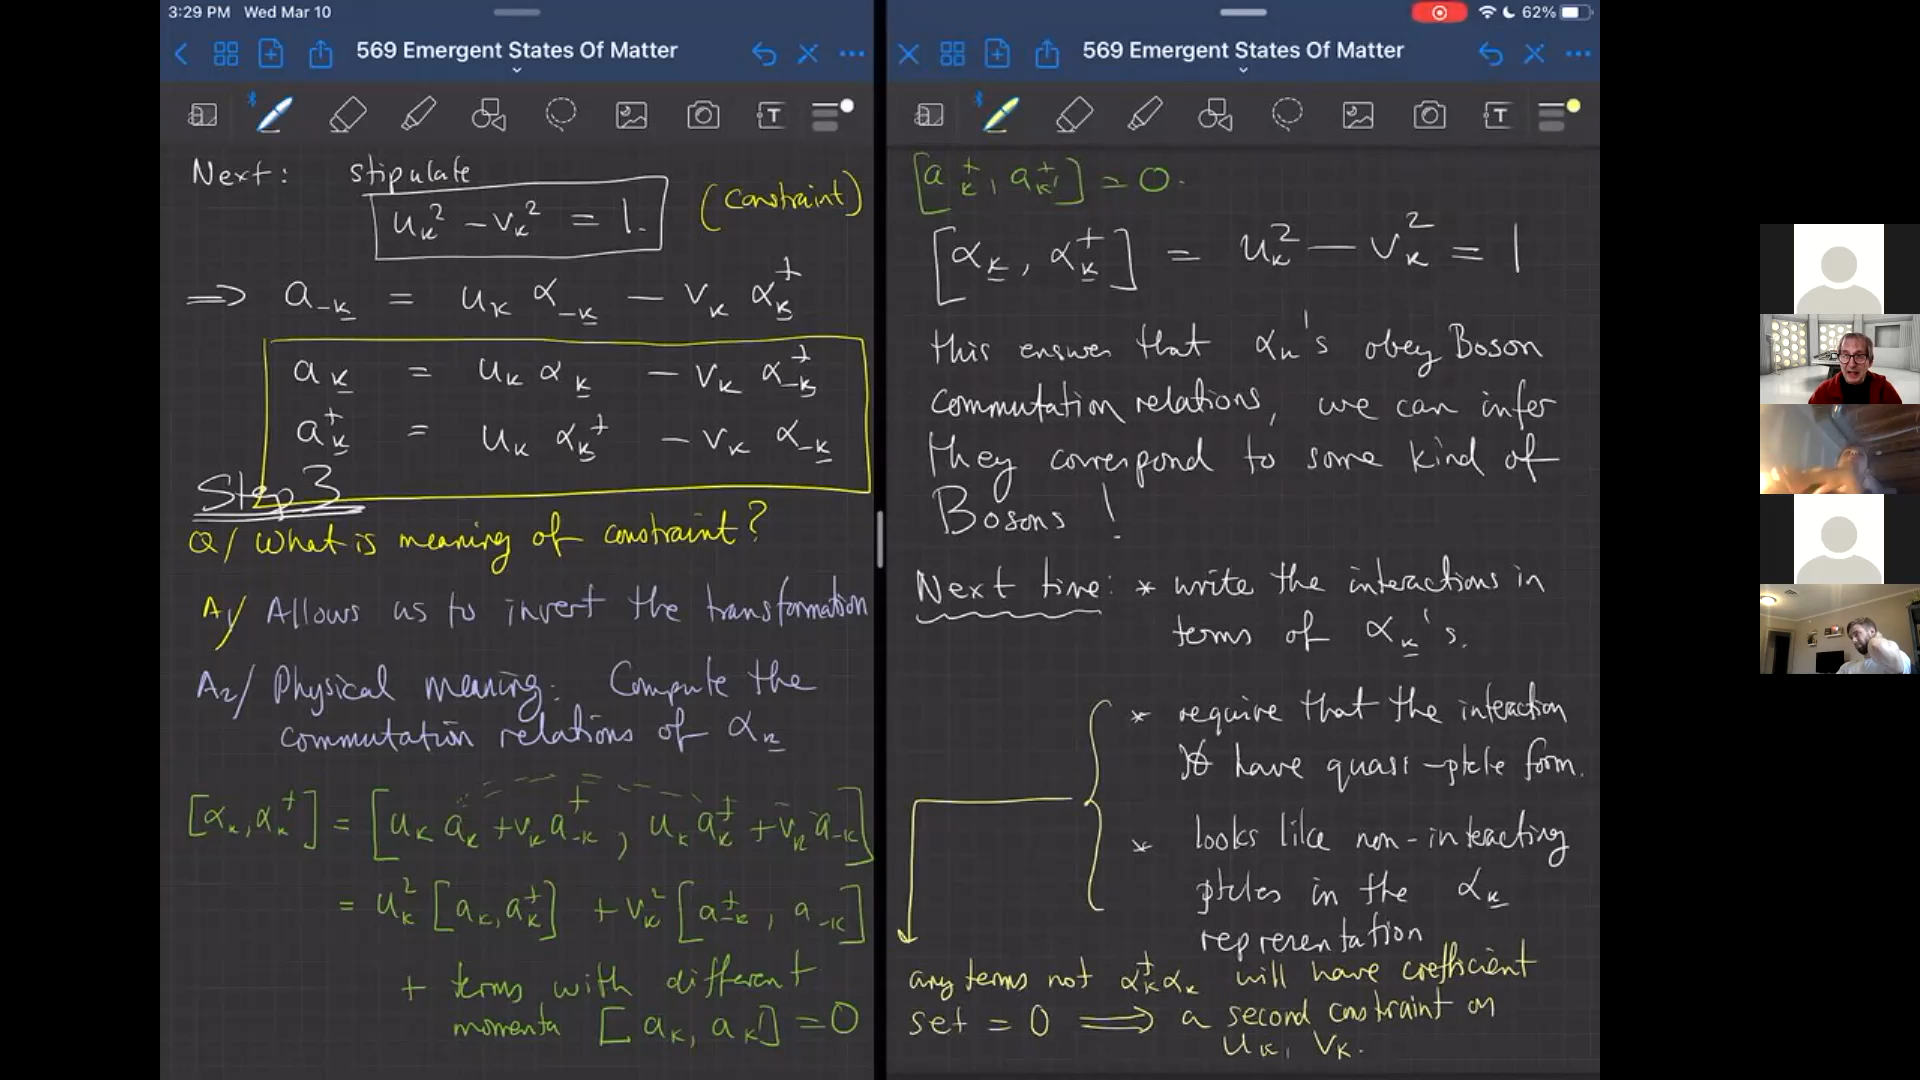 3:29 PM Wed Mar 10
62%
569 Emergent States Of Matter
569 Emergent States Of Matter
Next: stipulate
u_k² - v_k² = 1. (constraint)
⟹ a_-k = u_k α_-k - v_k α_k†
a_k = u_k α_k - v_k α_-k†
a_k† = u_k α_k† - v_k α_-k
Step 3
Q/ What is meaning of constraint?
A1/ Allows us to invert the transformation
A2/ Physical meaning: Compute the
commutation relations of α_k
[α_k, α_k†] = [u_k a_k + v_k a_-k†, u_k a_k† + v_k a_-k]
= u_k² [a_k, a_k†] + v_k² [a_-k†, a_-k]
+ terms with different
momenta [a_k, a_k'] = 0
[a_k†, a_k'†] = 0.
[α_k, α_k†] = u_k² - v_k² = 1
this ensures that α_k's obey Boson
commutation relations, we can infer
they correspond to some kind of
Bosons!
Next time: * write the interactions in
terms of α_k's.
* require that the interaction
have quasi-ptcle form.
* looks like non-interacting
ptcles in the α_k
representation
any terms not α_k†α_k will have coefficient
set = 0 ⟹ a second constraint on
u_k, v_k.